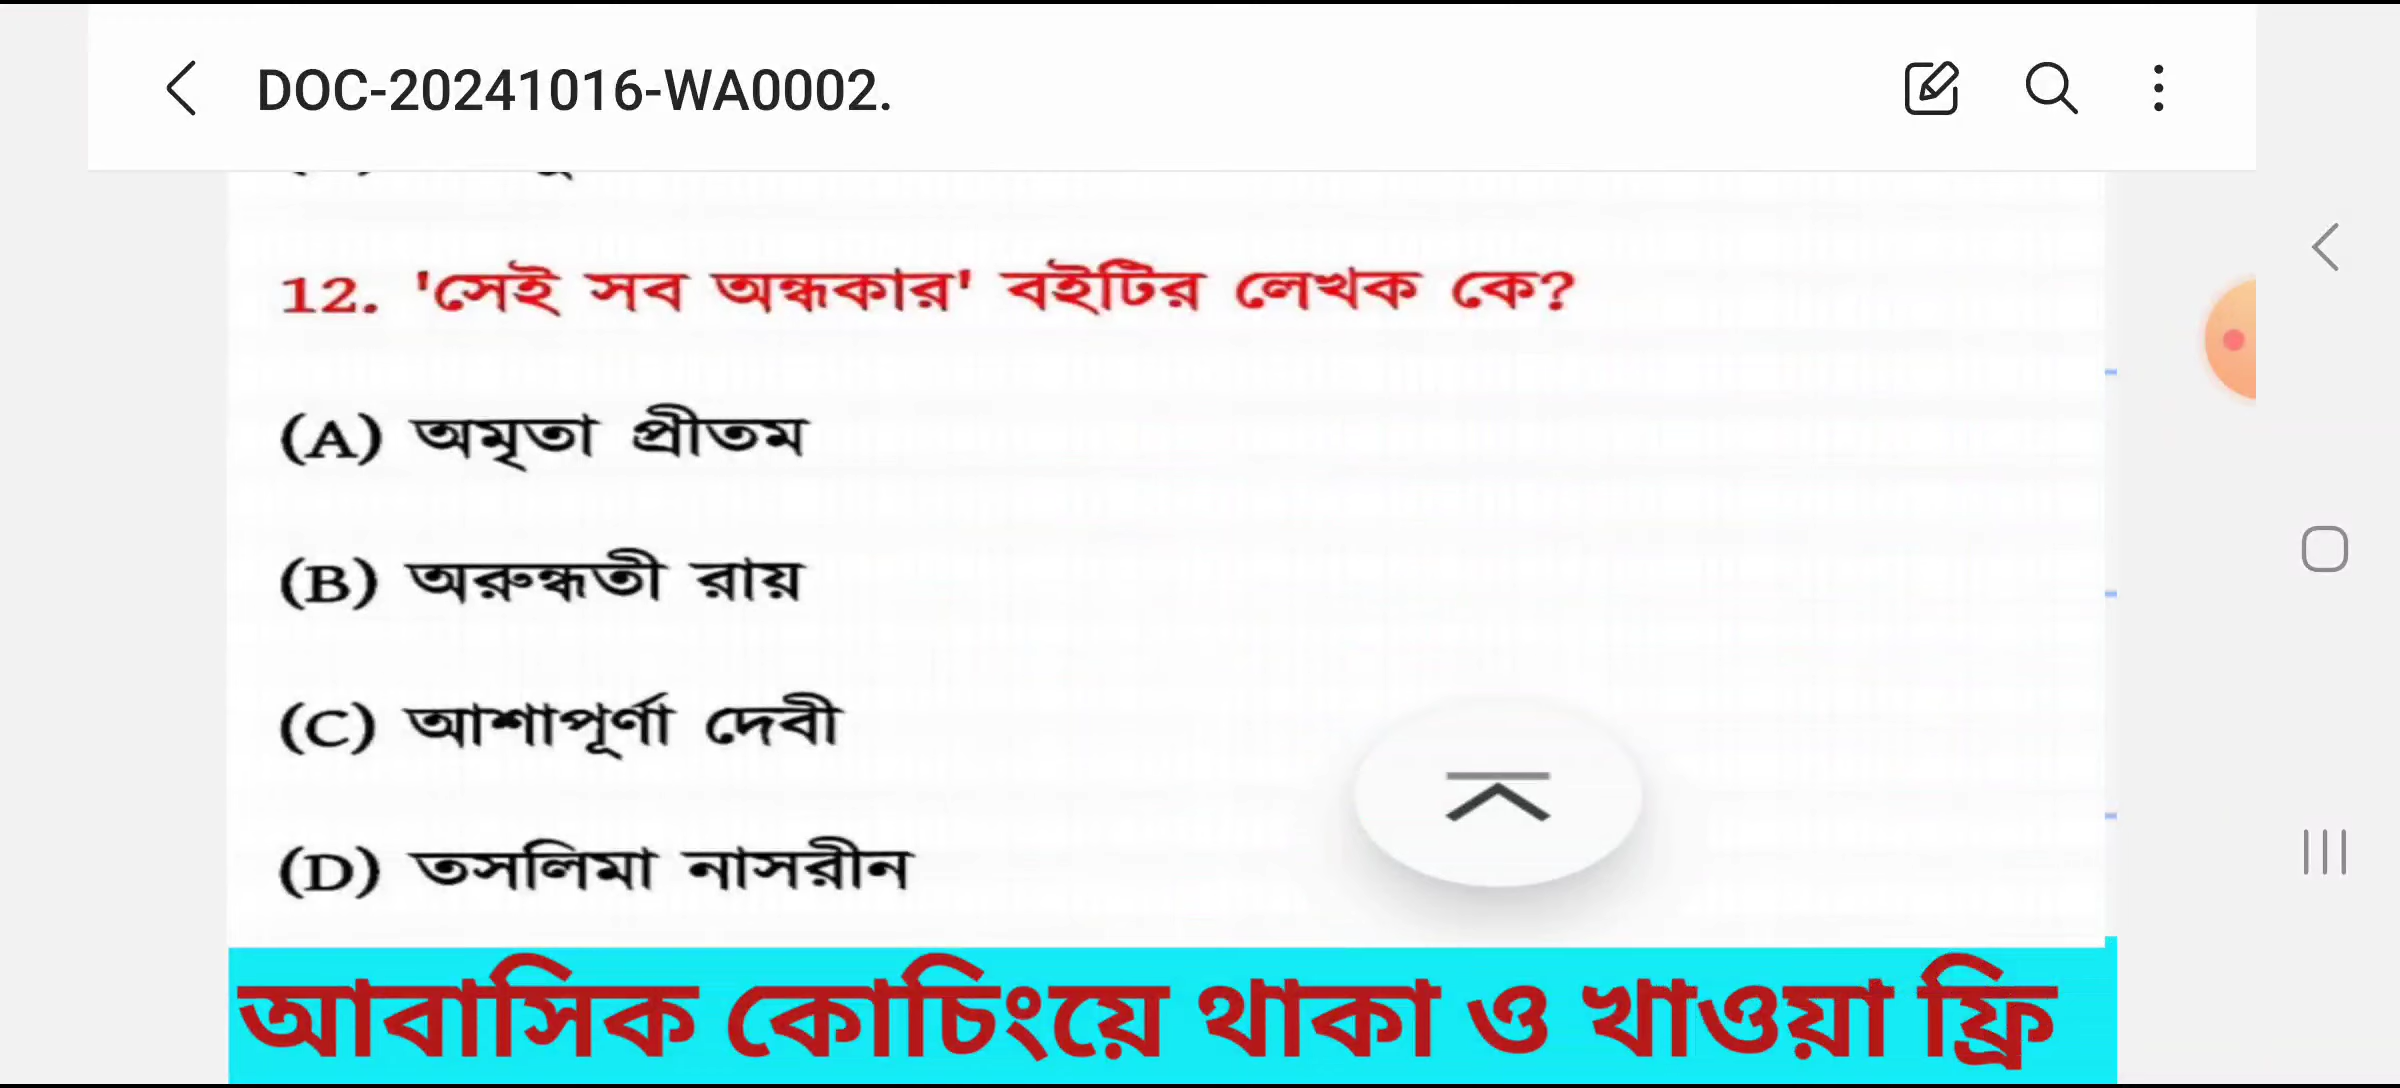 DOC-20241016-WA0002.
12. 'সেই সব অন্ধকার' বইটির লেখক কে?
(A) অমৃতা প্রীতম
(B) অরুন্ধতী রায়
(C) আশাপূর্ণা দেবী
(D) তসলিমা নাসরীন
আবাসিক কোচিংয়ে থাকা ও খাওয়া ফ্রি